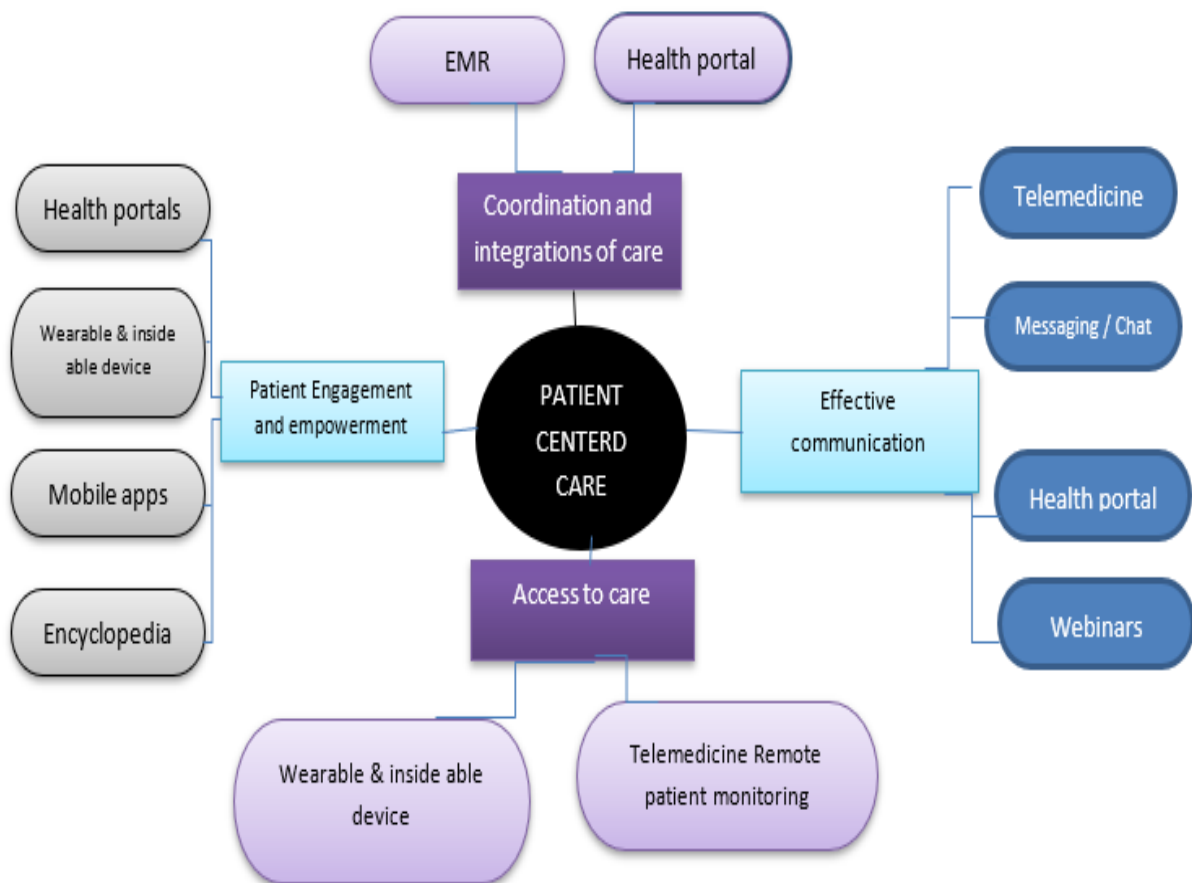 EMR
Health portal
Coordination and
integrations of care
Health portals
Wearable & inside
able device
Mobile apps
Encyclopedia
Patient Engagement
and empowerment
PATIENT
CENTERD
CARE
Effective
communication
Telemedicine
Messaging / Chat
Health portal
Webinars
Access to care
Wearable & inside able
device
Telemedicine Remote
patient monitoring